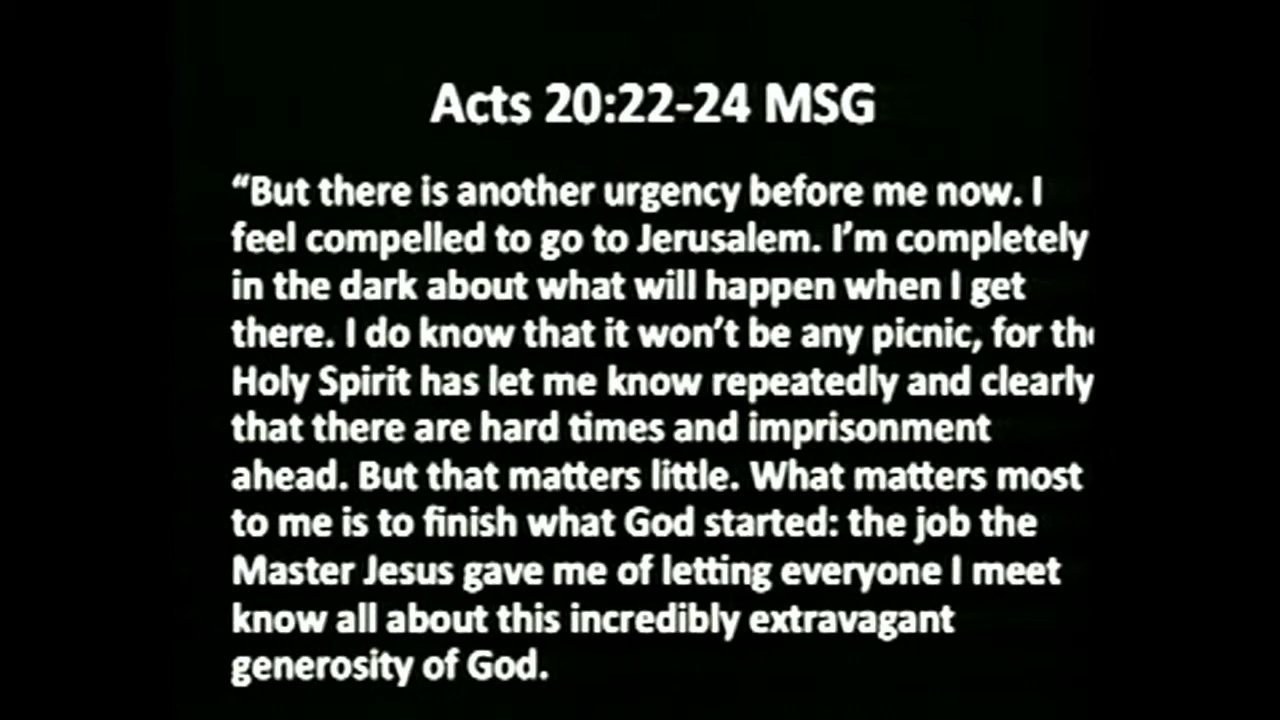 Acts 20:22-24 MSG
“But there is another urgency before me now. I
feel compelled to go to Jerusalem. I’m completely
in the dark about what will happen when I get
there. I do know that it won’t be any picnic, for the
Holy Spirit has let me know repeatedly and clearly
that there are hard times and imprisonment
ahead. But that matters little. What matters most
to me is to finish what God started: the job the
Master Jesus gave me of letting everyone I meet
know all about this incredibly extravagant
generosity of God.